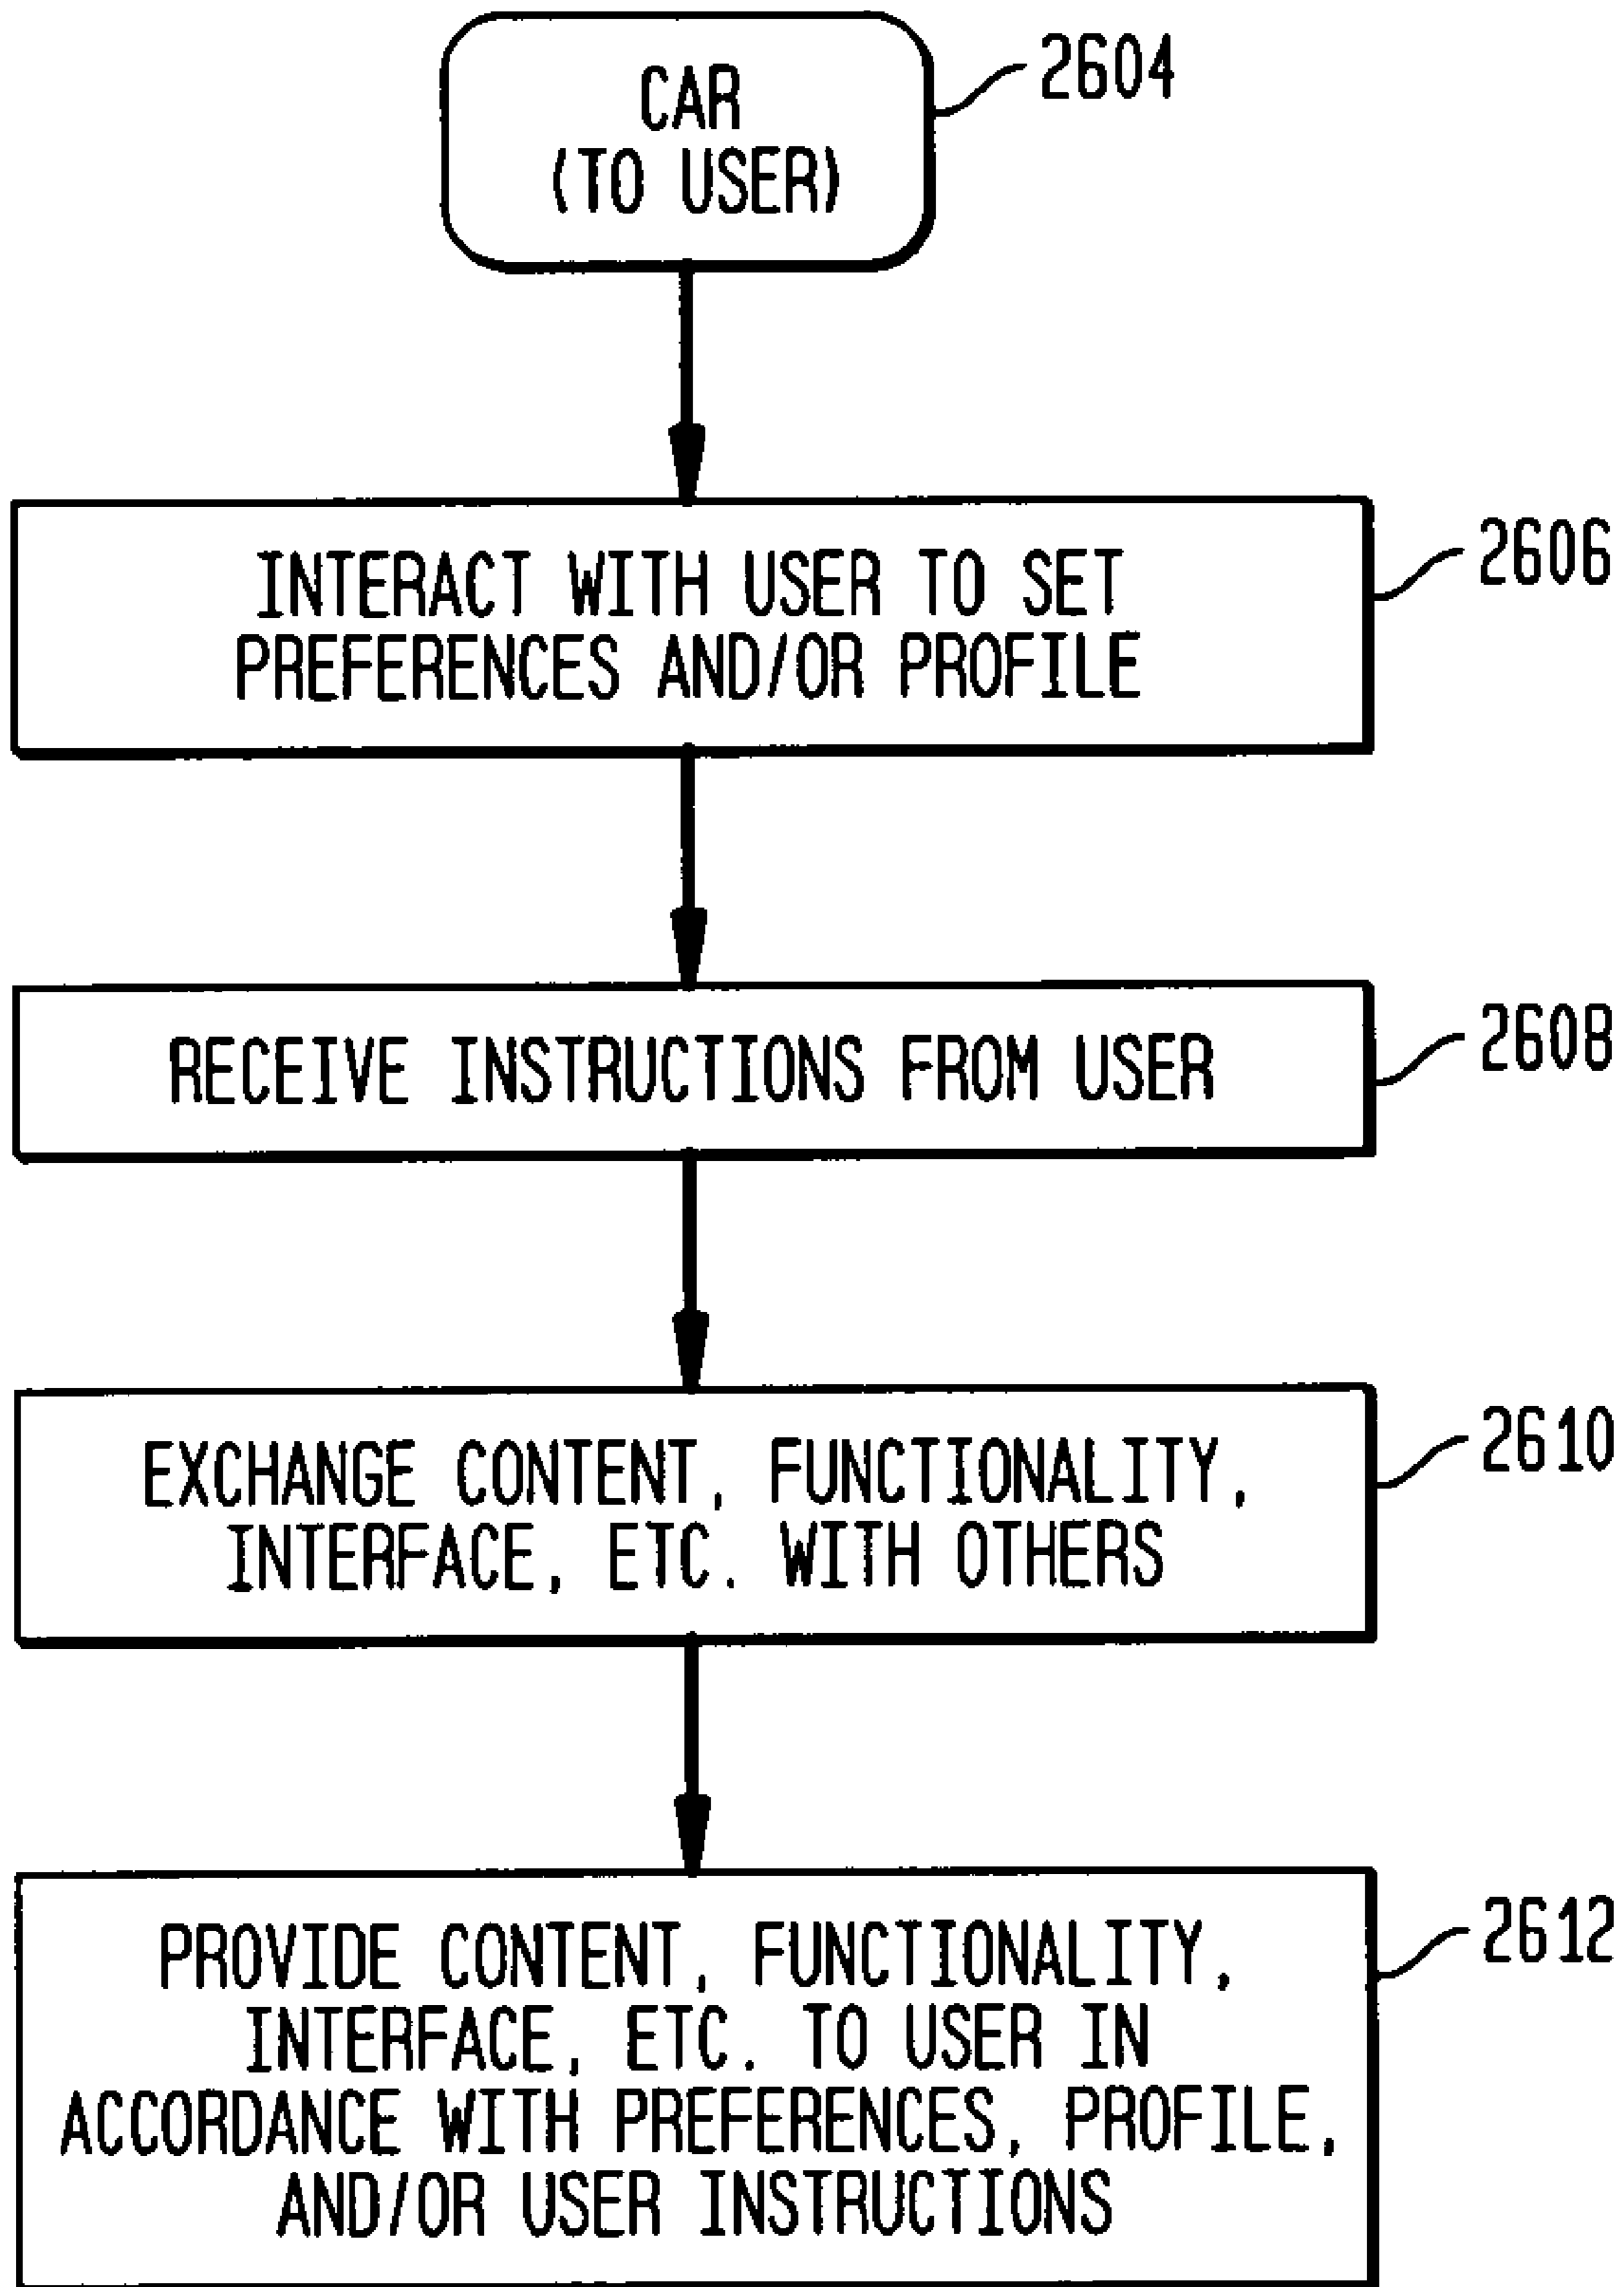 CAR
(TO USER)
2604
INTERACT WITH USER TO SET
PREFERENCES AND/OR PROFILE
2606
RECEIVE INSTRUCTIONS FROM USER
2608
EXCHANGE CONTENT, FUNCTIONALITY,
INTERFACE, ETC. WITH OTHERS
2610
PROVIDE CONTENT, FUNCTIONALITY,
INTERFACE, ETC. TO USER IN
ACCORDANCE WITH PREFERENCES, PROFILE,
AND/OR USER INSTRUCTIONS
2612